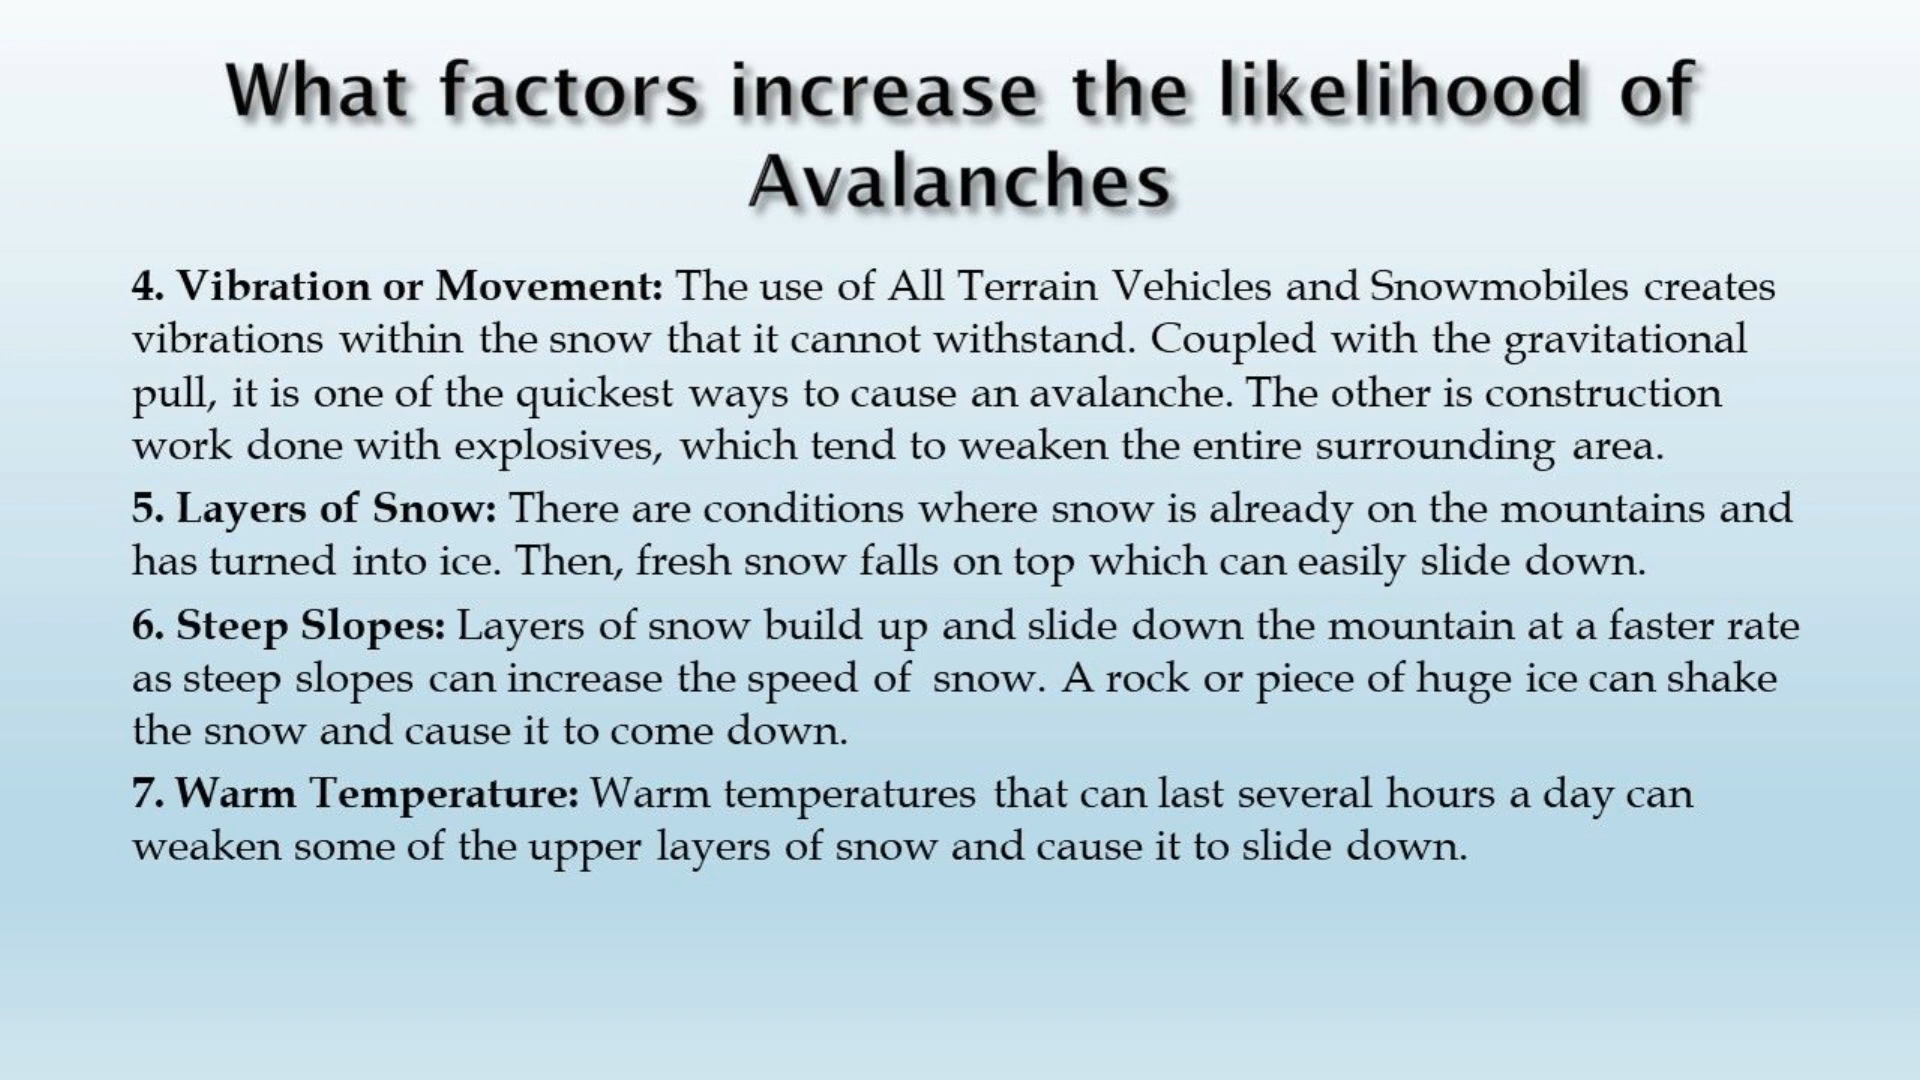 What factors increase the likelihood of
Avalanches
4. Vibration or Movement: The use of All Terrain Vehicles and Snowmobiles creates
vibrations within the snow that it cannot withstand. Coupled with the gravitational
pull, it is one of the quickest ways to cause an avalanche. The other is construction
work done with explosives, which tend to weaken the entire surrounding area.
5. Layers of Snow: There are conditions where snow is already on the mountains and
has turned into ice. Then, fresh snow falls on top which can easily slide down.
6. Steep Slopes: Layers of snow build up and slide down the mountain at a faster rate
as steep slopes can increase the speed of snow. A rock or piece of huge ice can shake
the snow and cause it to come down.
7. Warm Temperature: Warm temperatures that can last several hours a day can
weaken some of the upper layers of snow and cause it to slide down.